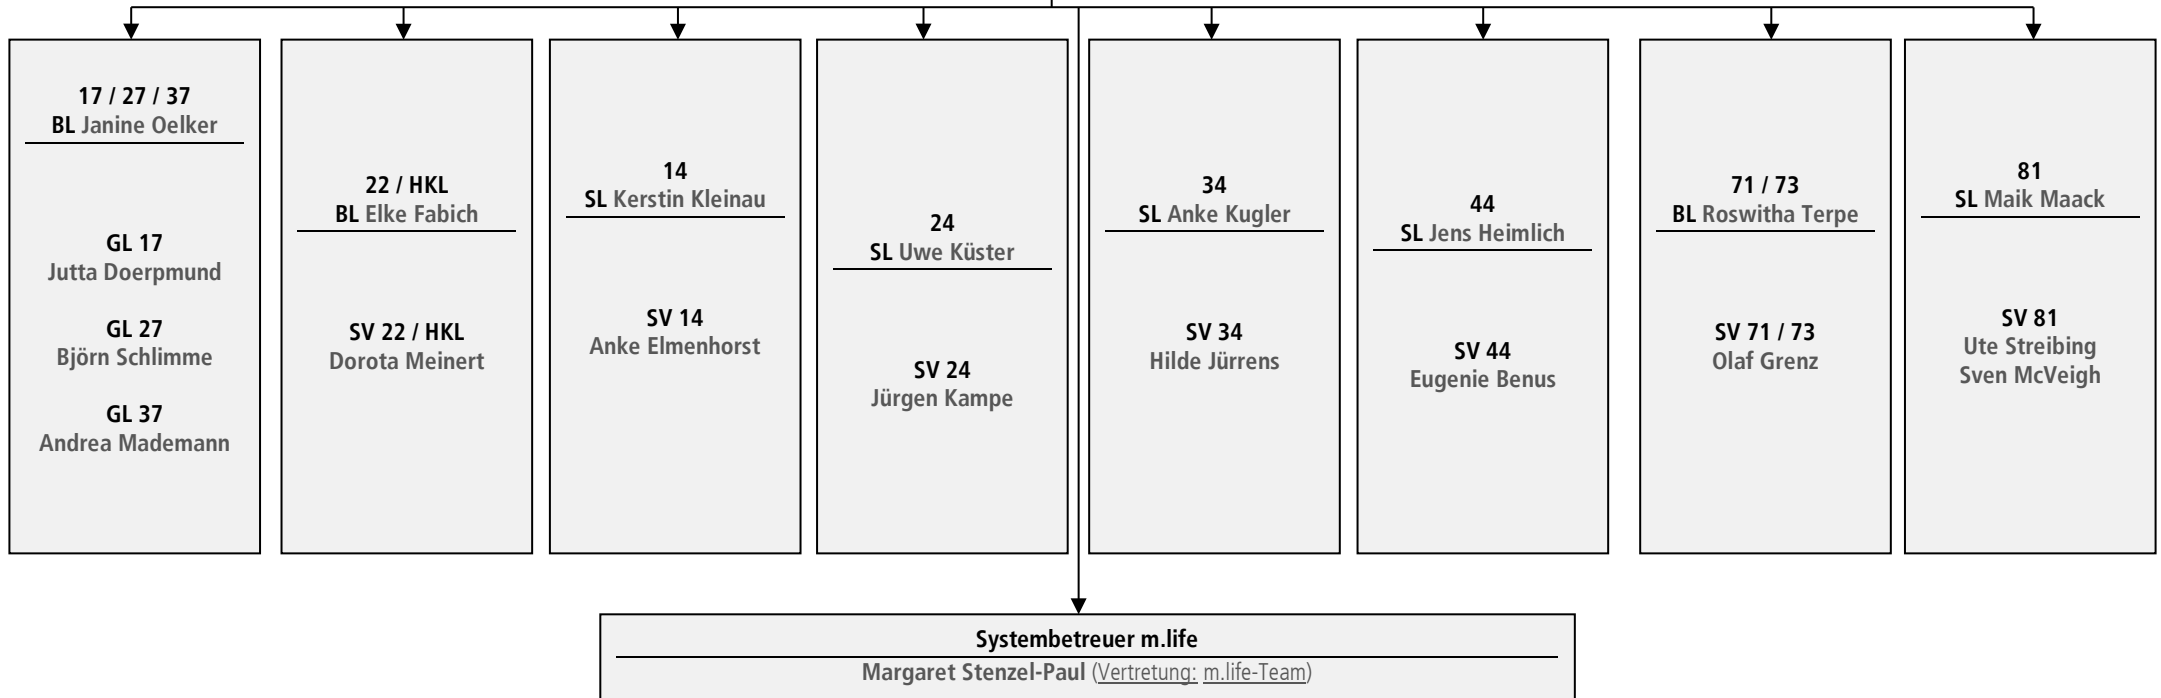 17 / 27 / 37
BL Janine Oelker
GL 17
Jutta Doerpmund
GL 27
Björn Schlimme
GL 37
Andrea Mademann
22 / HKL
BL Elke Fabich
SV 22 / HKL
Dorota Meinert
14
SL Kerstin Kleinau
SV 14
Anke Elmenhorst
24
SL Uwe Küster
SV 24
Jürgen Kampe
34
SL Anke Kugler
SV 34
Hilde Jürrens
44
SL Jens Heimlich
SV 44
Eugenie Benus
71 / 73
BL Roswitha Terpe
SV 71 / 73
Olaf Grenz
81
SL Maik Maack
SV 81
Ute Streibing
Sven McVeigh
Systembetreuer m.life
Margaret Stenzel-Paul (Vertretung: m.life-Team)